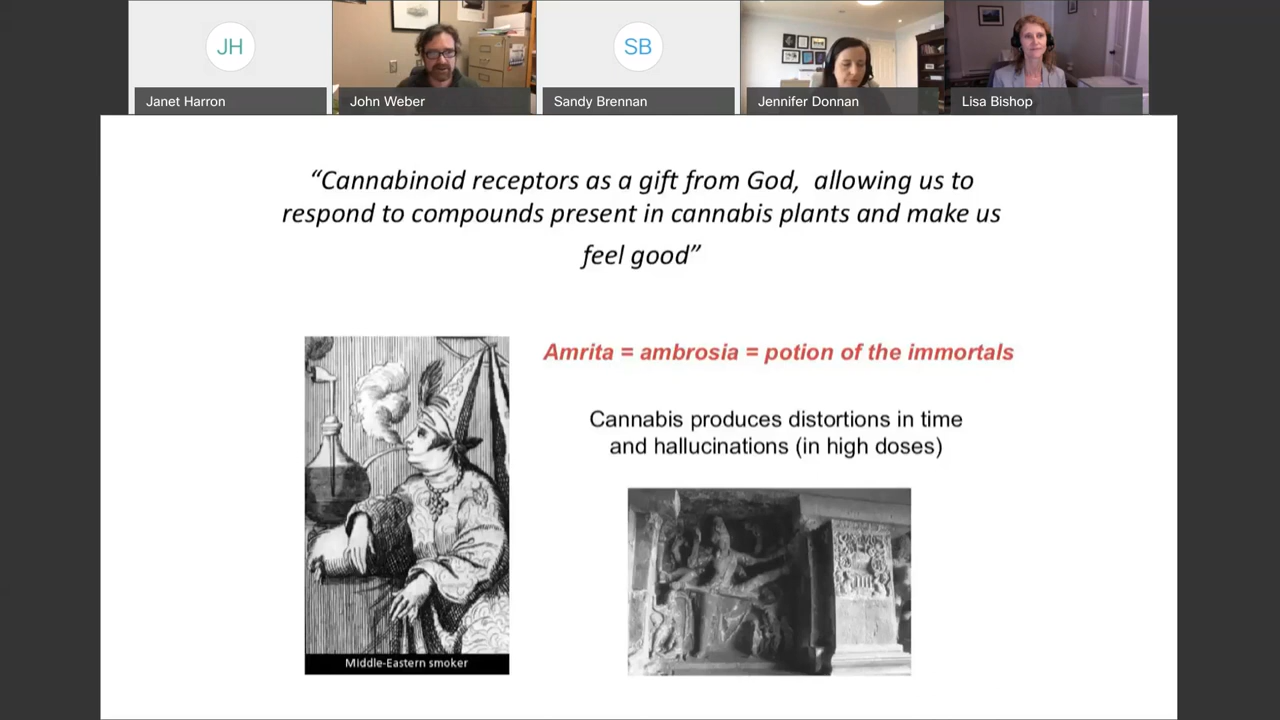 JH
SB
Janet Harron
John Weber
Sandy Brennan
Jennifer Donnan
Lisa Bishop
“Cannabinoid receptors as a gift from God,  allowing us to
respond to compounds present in cannabis plants and make us
feel good”
Amrita = ambrosia = potion of the immortals
Cannabis produces distortions in time
and hallucinations (in high doses)
Middle-Eastern smoker